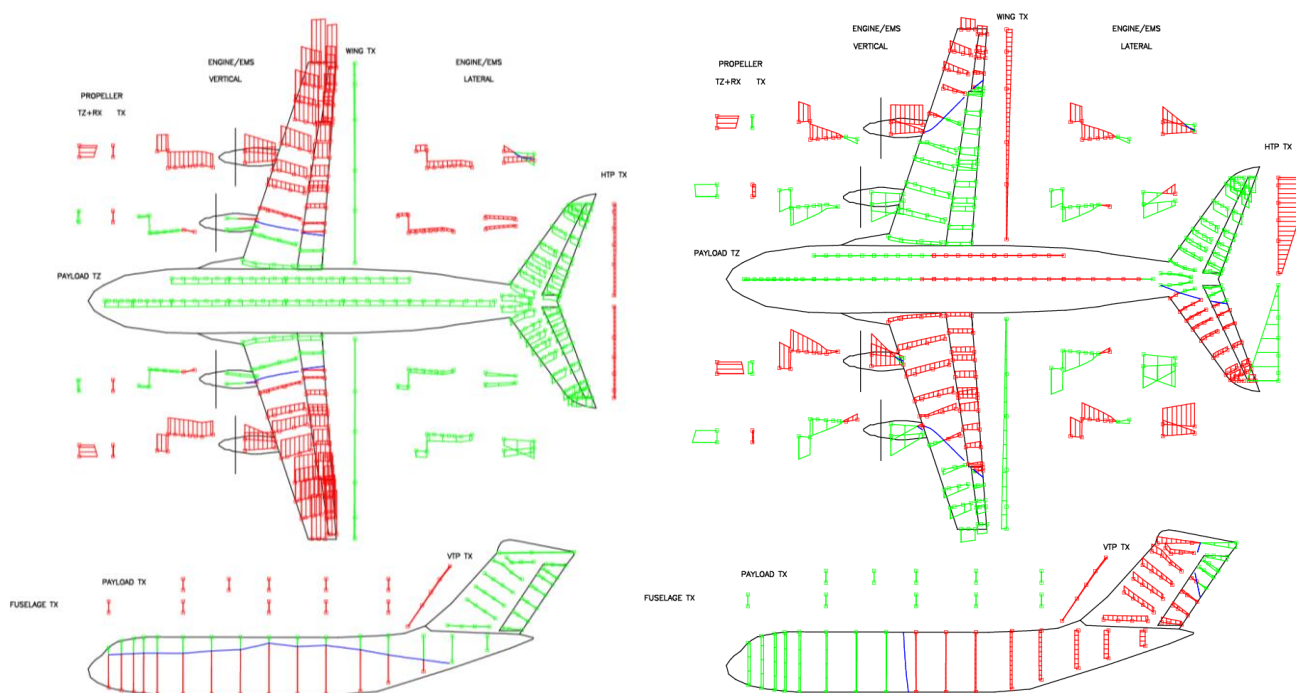 WING TX
ENGINE/EMS
VERTICAL
ENGINE/EMS
LATERAL
PROPELLER
TZ+RX TX
HTP TX
PAYLOAD TZ
VTP TX
PAYLOAD TX
FUSELAGE TX
WING TX
ENGINE/EMS
VERTICAL
ENGINE/EMS
LATERAL
PROPELLER
TZ+RX TX
HTP TX
PAYLOAD TZ
VTP TX
PAYLOAD TX
FUSELAGE TX